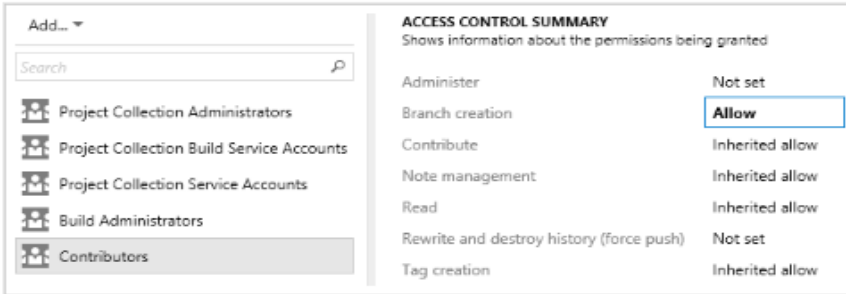 Add...
Search
Project Collection Administrators
Project Collection Build Service Accounts
Project Collection Service Accounts
Build Administrators
Contributors
ACCESS CONTROL SUMMARY
Shows information about the permissions being granted
Administer Not set
Branch creation Allow
Contribute Inherited allow
Note management Inherited allow
Read Inherited allow
Rewrite and destroy history (force push) Not set
Tag creation Inherited allow